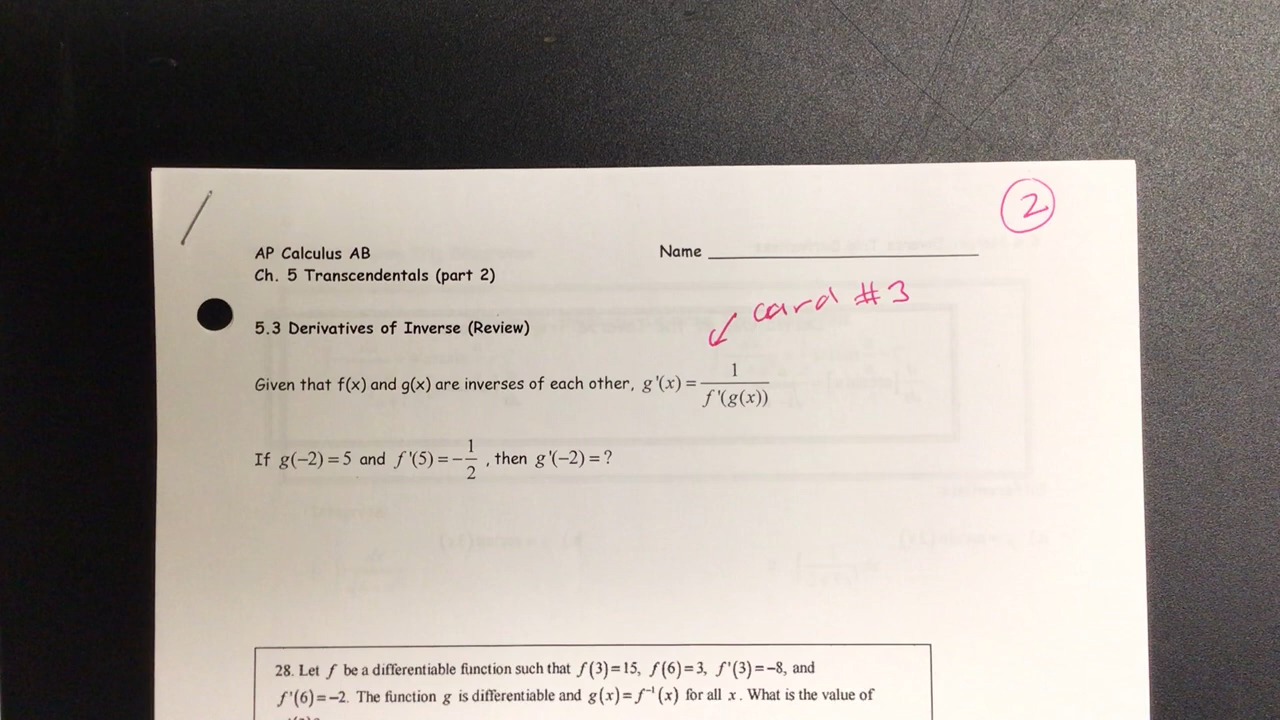 2
AP Calculus AB
Name
Ch. 5 Transcendentals (part 2)
card #3
5.3 Derivatives of Inverse (Review)
Given that f(x) and g(x) are inverses of each other, g'(x) = 1 / f'(g(x))
If g(−2) = 5 and f'(5) = −1/2 , then g'(−2) = ?
28. Let f be a differentiable function such that f(3) = 15, f(6) = 3, f'(3) = −8, and
f'(6) = −2. The function g is differentiable and g(x) = f⁻¹(x) for all x. What is the value of